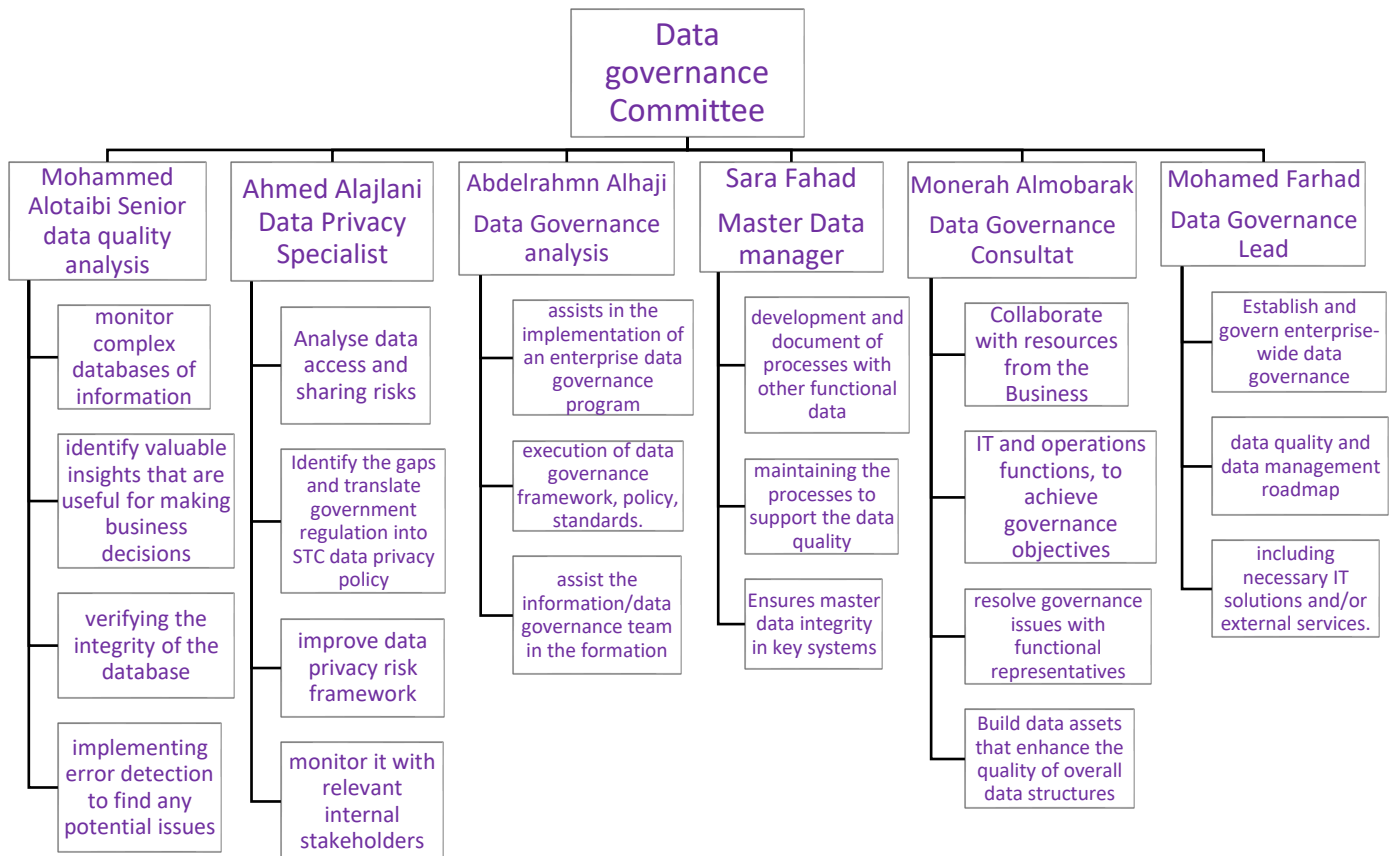 Data
governance
Committee
Mohammed
Alotaibi Senior
data quality
analysis
monitor
complex
databases of
information
identify valuable
insights that are
useful for making
business
decisions
verifying the
integrity of the
database
implementing
error detection
to find any
potential issues
Ahmed Alajlani
Data Privacy
Specialist
Analyse data
access and
sharing risks
Identify the gaps
and translate
government
regulation into
STC data privacy
policy
improve data
privacy risk
framework
monitor it with
relevant
internal
stakeholders
Abdelrahmn Alhaji
Data Governance
analysis
assists in the
implementation of
an enterprise data
governance
program
execution of data
governance
framework, policy,
standards.
assist the
information/data
governance team
in the formation
Sara Fahad
Master Data
manager
development and
document of
processes with
other functional
data
maintaining the
processes to
support the data
quality
Ensures master
data integrity
in key systems
Monerah Almobarak
Data Governance
Consultat
Collaborate
with resources
from the
Business
IT and operations
functions, to
achieve
governance
objectives
resolve governance
issues with
functional
representatives
Build data assets
that enhance the
quality of overall
data structures
Mohamed Farhad
Data Governance
Lead
Establish and
govern enterprise-
wide data
governance
data quality and
data management
roadmap
including
necessary IT
solutions and/or
external services.